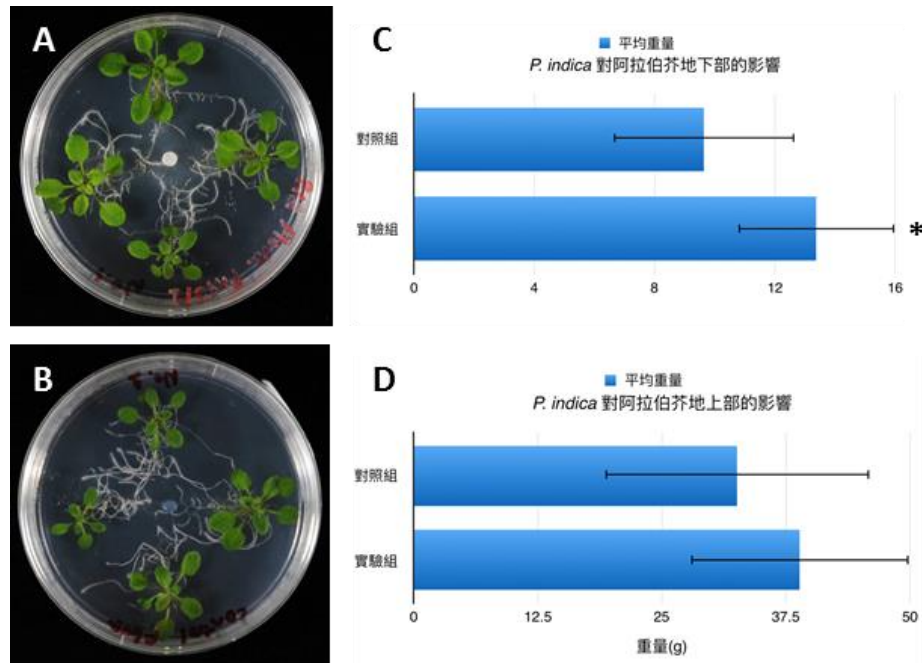 A
C
平均重量
P. indica 對阿拉伯芥地下部的影響
對照組
實驗組
*
0 4 8 12 16
B
No. 2
D
平均重量
P. indica 對阿拉伯芥地上部的影響
對照組
實驗組
0 12.5 25 37.5 50
重量(g)